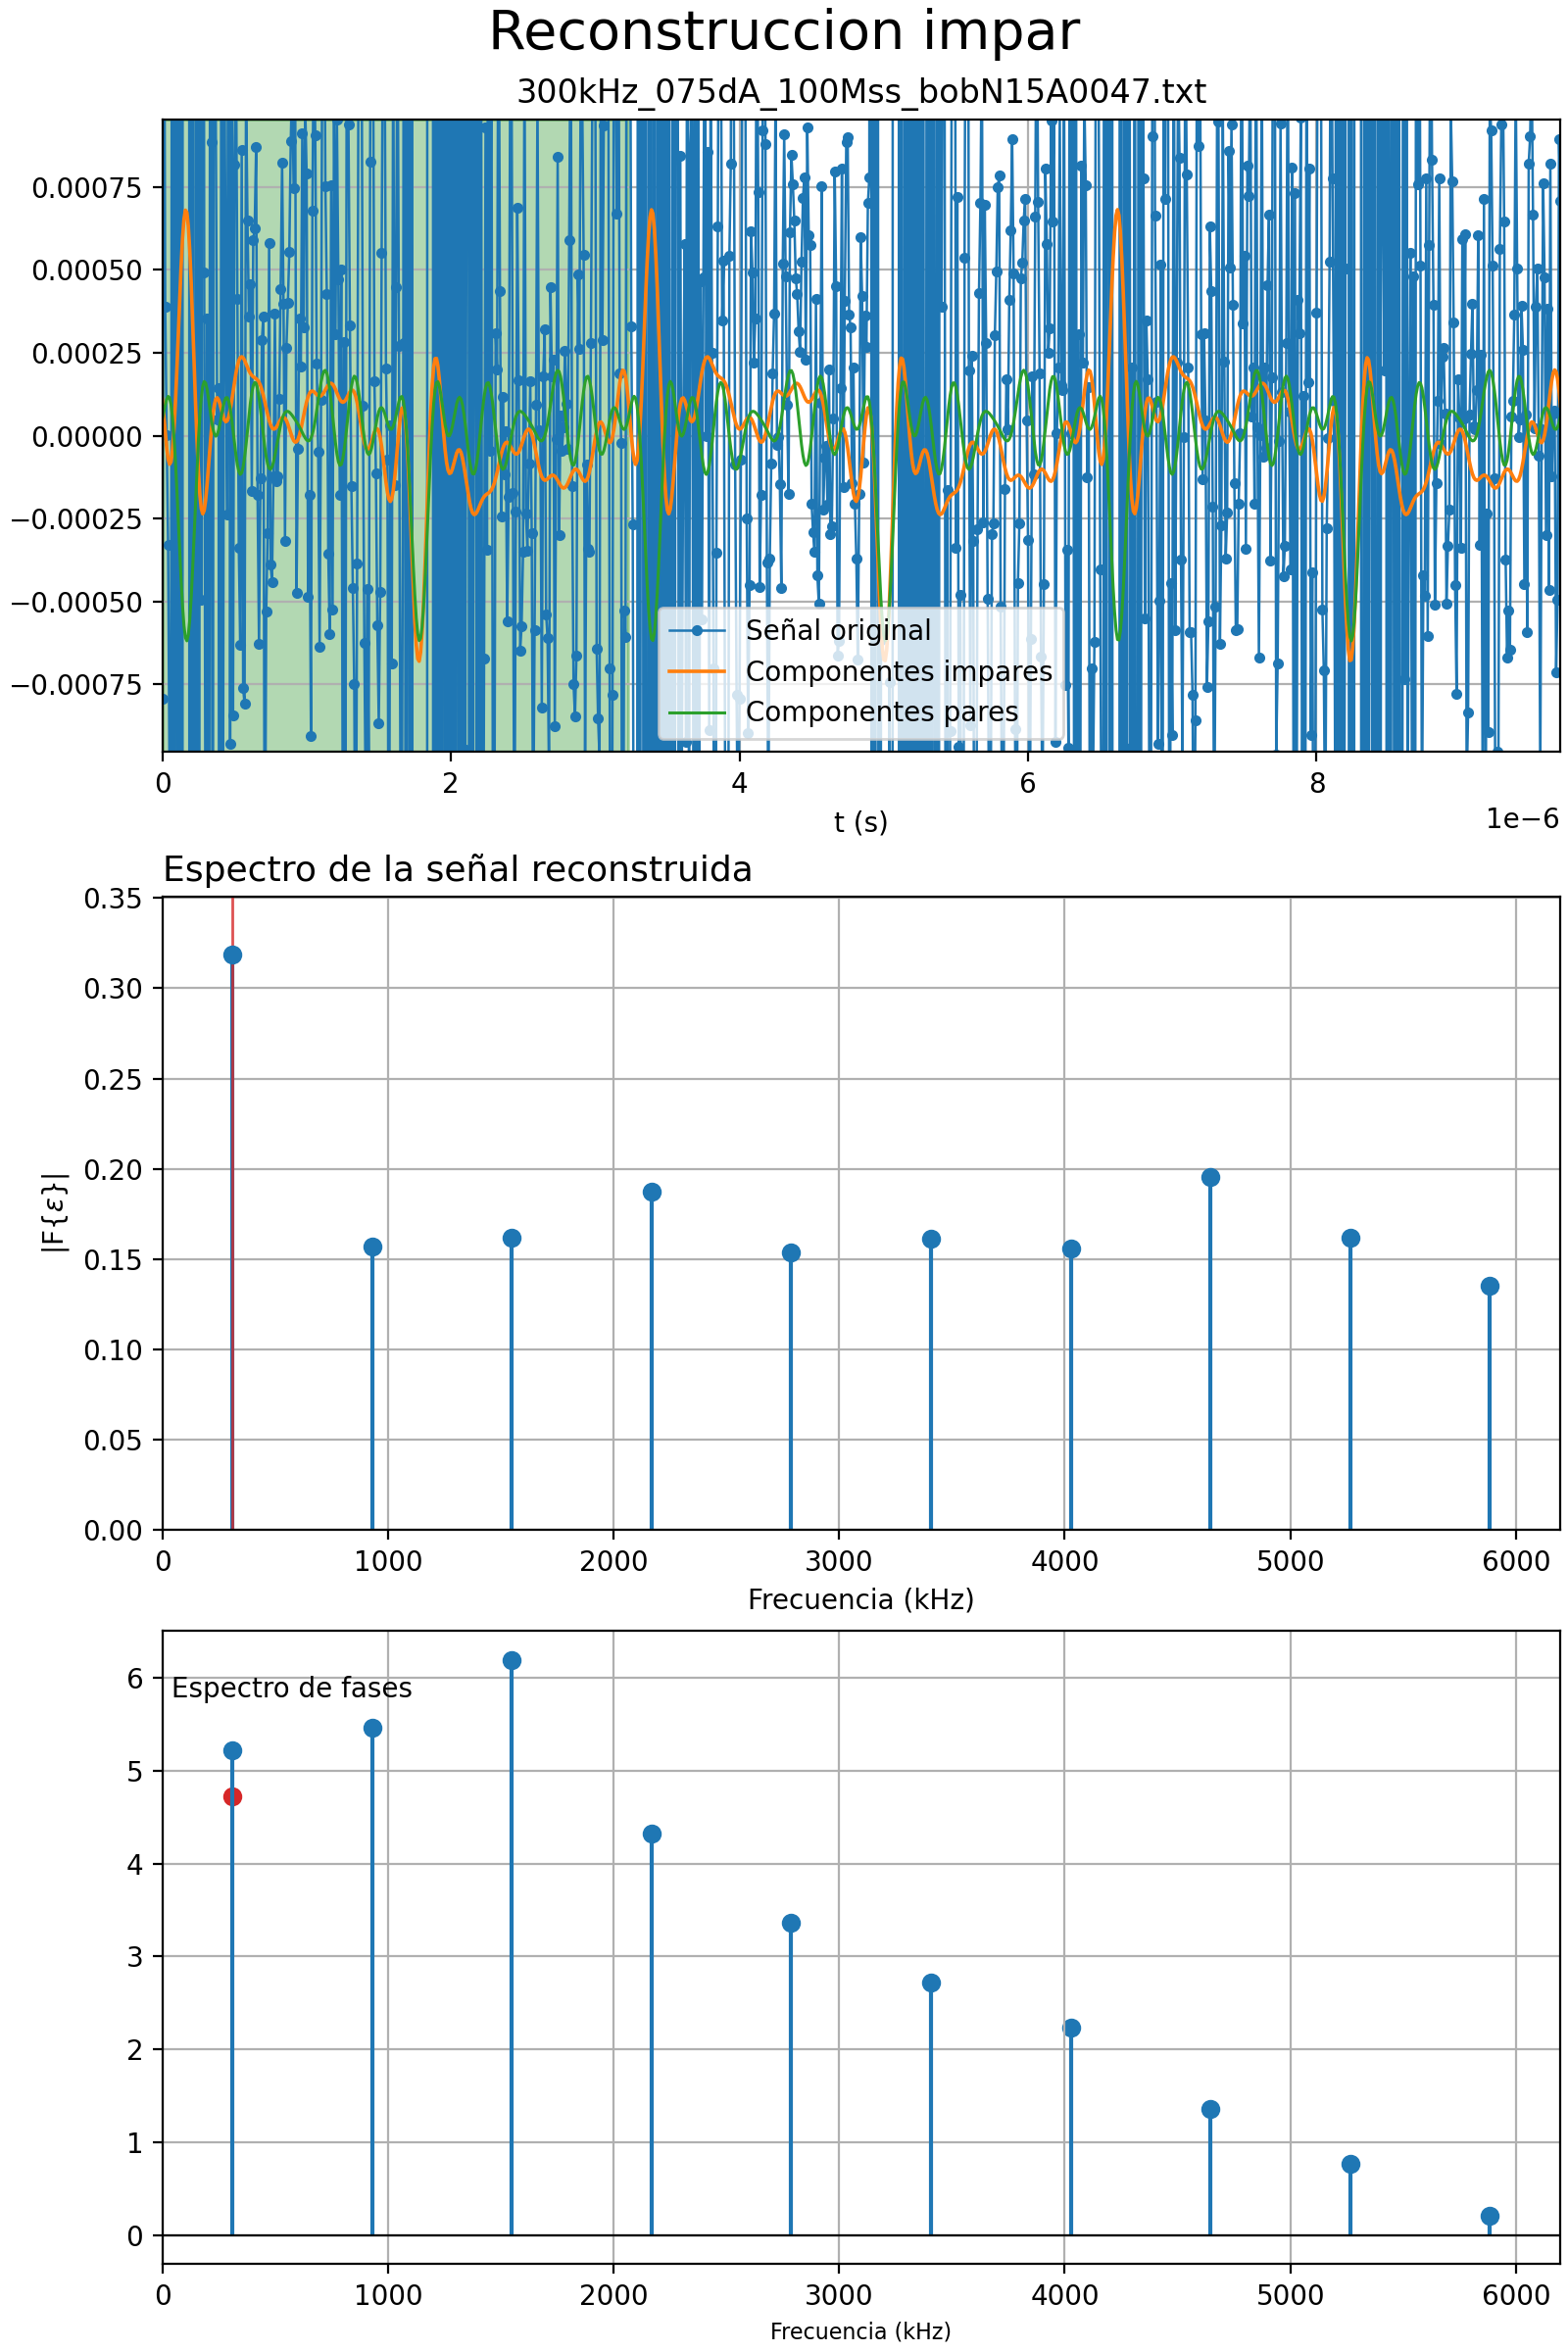 Reconstruccion impar
300kHz_075dA_100Mss_bobN15A0047.txt
0.00075
0.00050
0.00025
0.00000
−0.00025
−0.00050
−0.00075
Señal original
Componentes impares
Componentes pares
0 2 4 6 8
1e−6
t (s)
Espectro de la señal reconstruida
0.35
0.30
0.25
0.20
0.15
0.10
0.05
0.00
|F{ε}|
0 1000 2000 3000 4000 5000 6000
Frecuencia (kHz)
Espectro de fases
6
5
4
3
2
1
0
0 1000 2000 3000 4000 5000 6000
Frecuencia (kHz)